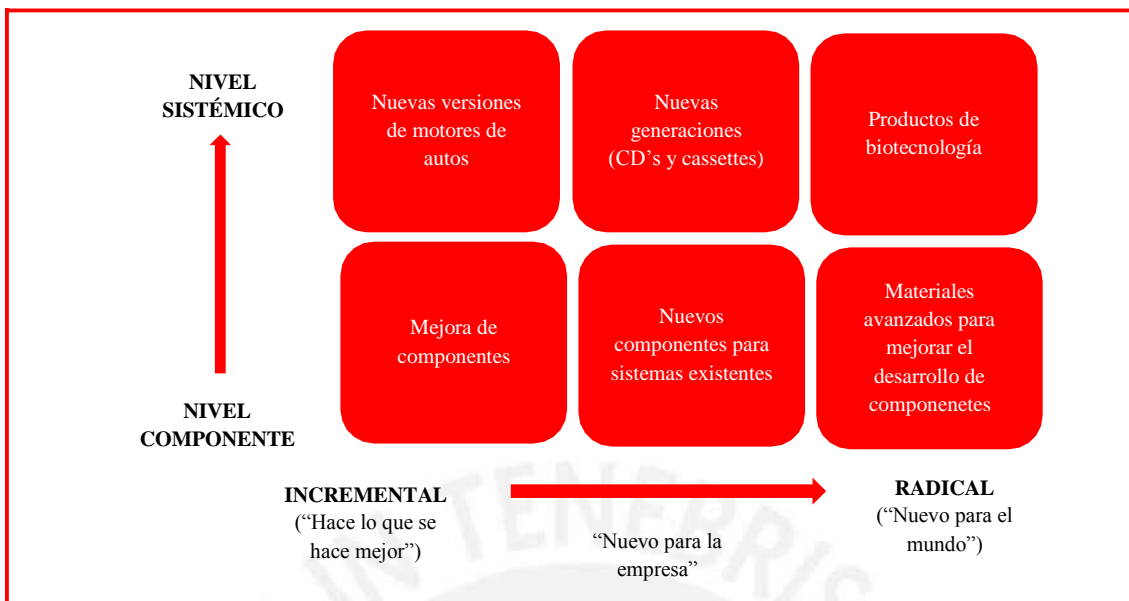 NIVEL
SISTÉMICO
Nuevas versiones
de motores de
autos
Nuevas
generaciones
(CD’s y cassettes)
Productos de
biotecnología
Mejora de
componentes
Nuevos
componentes para
sistemas existentes
Materiales
avanzados para
mejorar el
desarrollo de
componenetes
NIVEL
COMPONENTE
INCREMENTAL
(“Hace lo que se
hace mejor”)
“Nuevo para la
empresa”
RADICAL
(“Nuevo para el
mundo”)
IN TENEBRIS